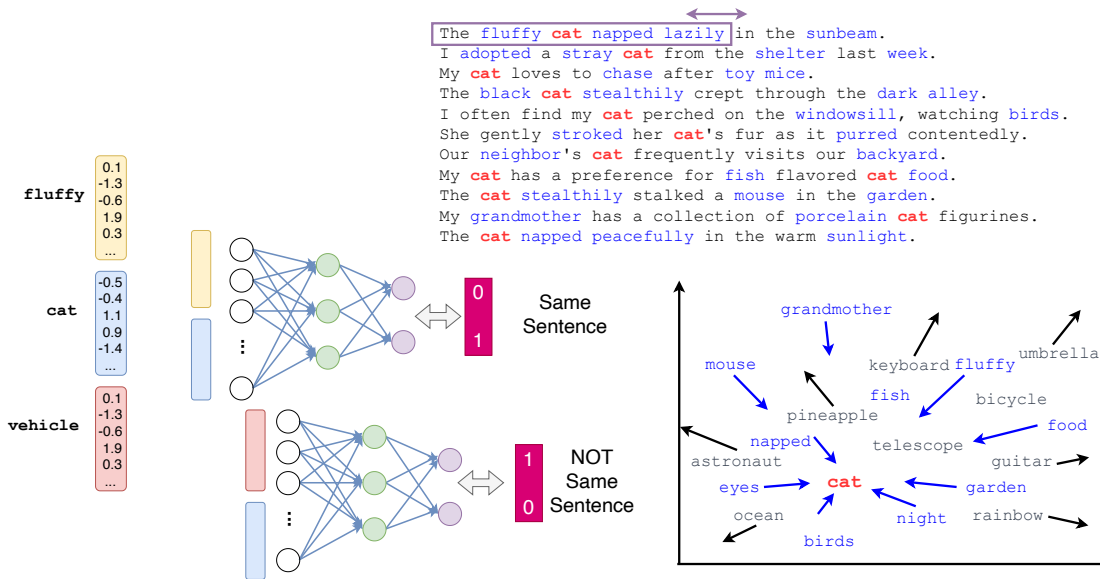 The fluffy cat napped lazily in the sunbeam.
I adopted a stray cat from the shelter last week.
My cat loves to chase after toy mice.
The black cat stealthily crept through the dark alley.
I often find my cat perched on the windowsill, watching birds.
She gently stroked her cat's fur as it purred contentedly.
Our neighbor's cat frequently visits our backyard.
My cat has a preference for fish flavored cat food.
The cat stealthily stalked a mouse in the garden.
My grandmother has a collection of porcelain cat figurines.
The cat napped peacefully in the warm sunlight.
fluffy
0.1
-1.3
-0.6
1.9
0.3
...
cat
-0.5
-0.4
1.1
0.9
-1.4
...
vehicle
0.1
-1.3
-0.6
1.9
0.3
...
...
0
1
Same
Sentence
...
1
0
NOT
Same
Sentence
grandmother
umbrella
mouse
keyboard
fluffy
fish
bicycle
pineapple
food
napped
telescope
astronaut
guitar
eyes
cat
garden
ocean
night
rainbow
birds